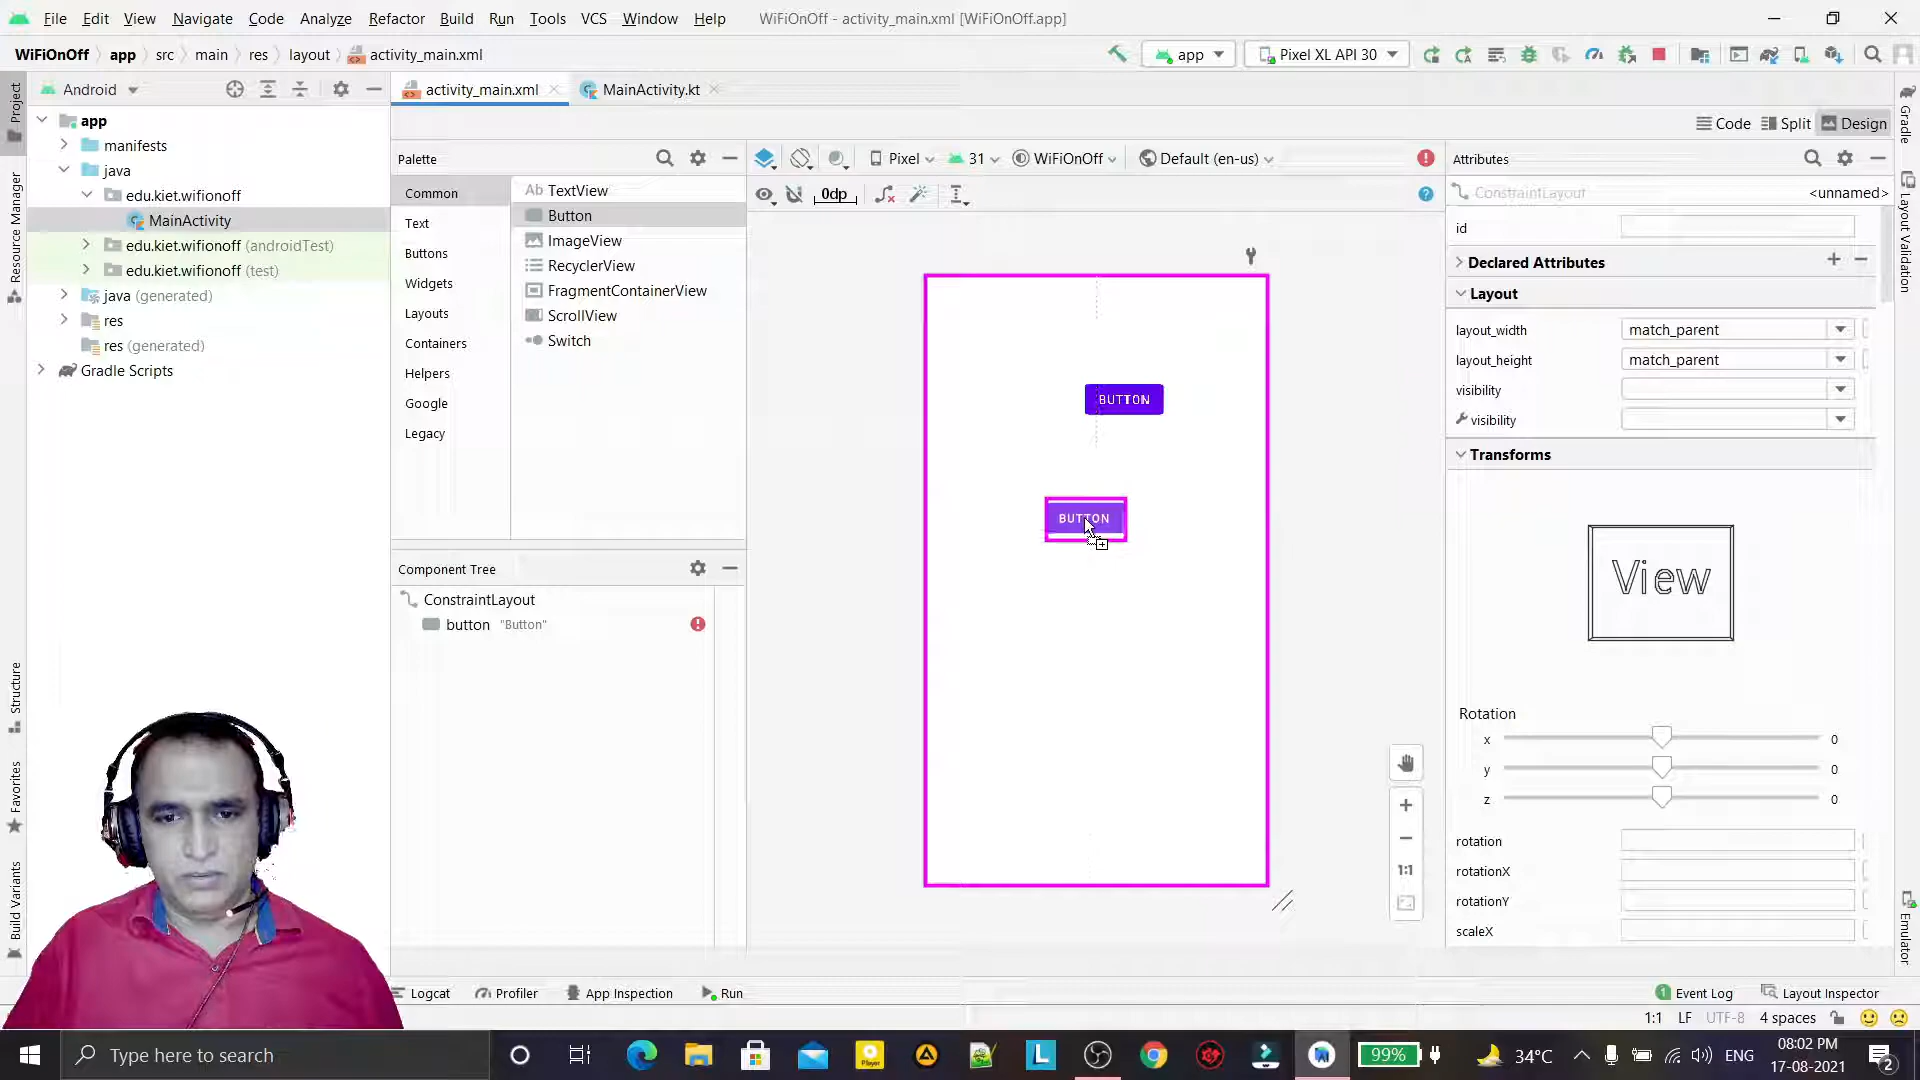 File Edit View Navigate Code Analyze Refactor Build Run Tools VCS Window Help WiFiOnOff - activity_main.xml [WiFiOnOff.app]
WiFiOnOff app src main res layout activity_main.xml app Pixel XL API 30
Project
Resource Manager
Structure
Favorites
Build Variants
Android
app
manifests
java
edu.kiet.wifionoff
MainActivity
edu.kiet.wifionoff (androidTest)
edu.kiet.wifionoff (test)
java (generated)
res
res (generated)
Gradle Scripts
activity_main.xml MainActivity.kt
Code Split Design
Palette
Common
Text
Buttons
Widgets
Layouts
Containers
Helpers
Google
Legacy
Ab TextView
Button
ImageView
RecyclerView
FragmentContainerView
ScrollView
Switch
Component Tree
ConstraintLayout
button "Button"
Pixel 31 WiFiOnOff Default (en-us)
0dp
BUTTON
BUTTON
1:1
Attributes
ConstraintLayout <unnamed>
id
Declared Attributes
Layout
layout_width match_parent
layout_height match_parent
visibility
visibility
Transforms
View
Rotation
x 0
y 0
z 0
rotation
rotationX
rotationY
scaleX
Gradle
Layout Validation
Emulator
Logcat Profiler App Inspection Run
1 Event Log Layout Inspector
1:1 LF UTF-8 4 spaces
Type here to search
Player
L
99%
34°C
ENG
08:02 PM
17-08-2021
2